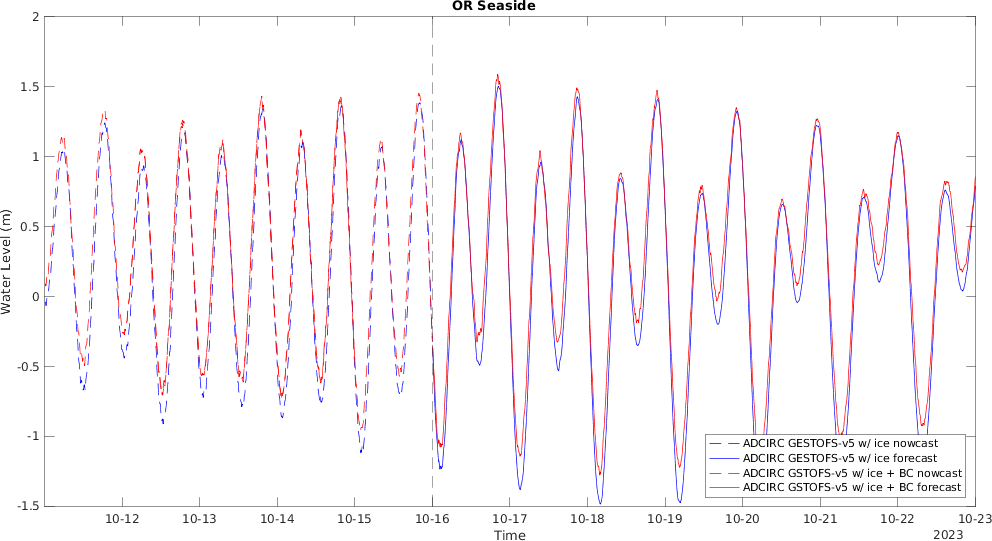 OR Seaside
2
1.5
1
0.5
0
-0.5
-1
-1.5
Water Level (m)
ADCIRC GESTOFS-v5 w/ ice nowcast
ADCIRC GESTOFS-v5 w/ ice forecast
ADCIRC GSTOFS-v5 w/ ice + BC nowcast
ADCIRC GSTOFS-v5 w/ ice + BC forecast
10-12 10-13 10-14 10-15 10-16 10-17 10-18 10-19 10-20 10-21 10-22 10-23
Time 2023